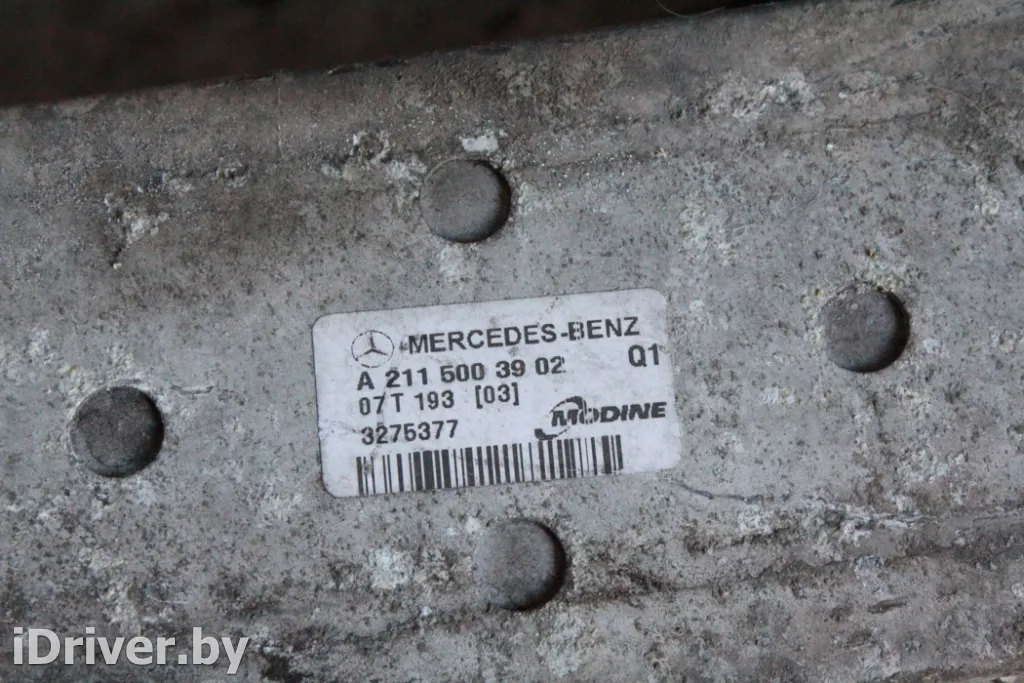 MERCEDES-BENZ
A 211 500 39 02 Q1
07T 193 [03]
MODINE
3275377
iDriver.by